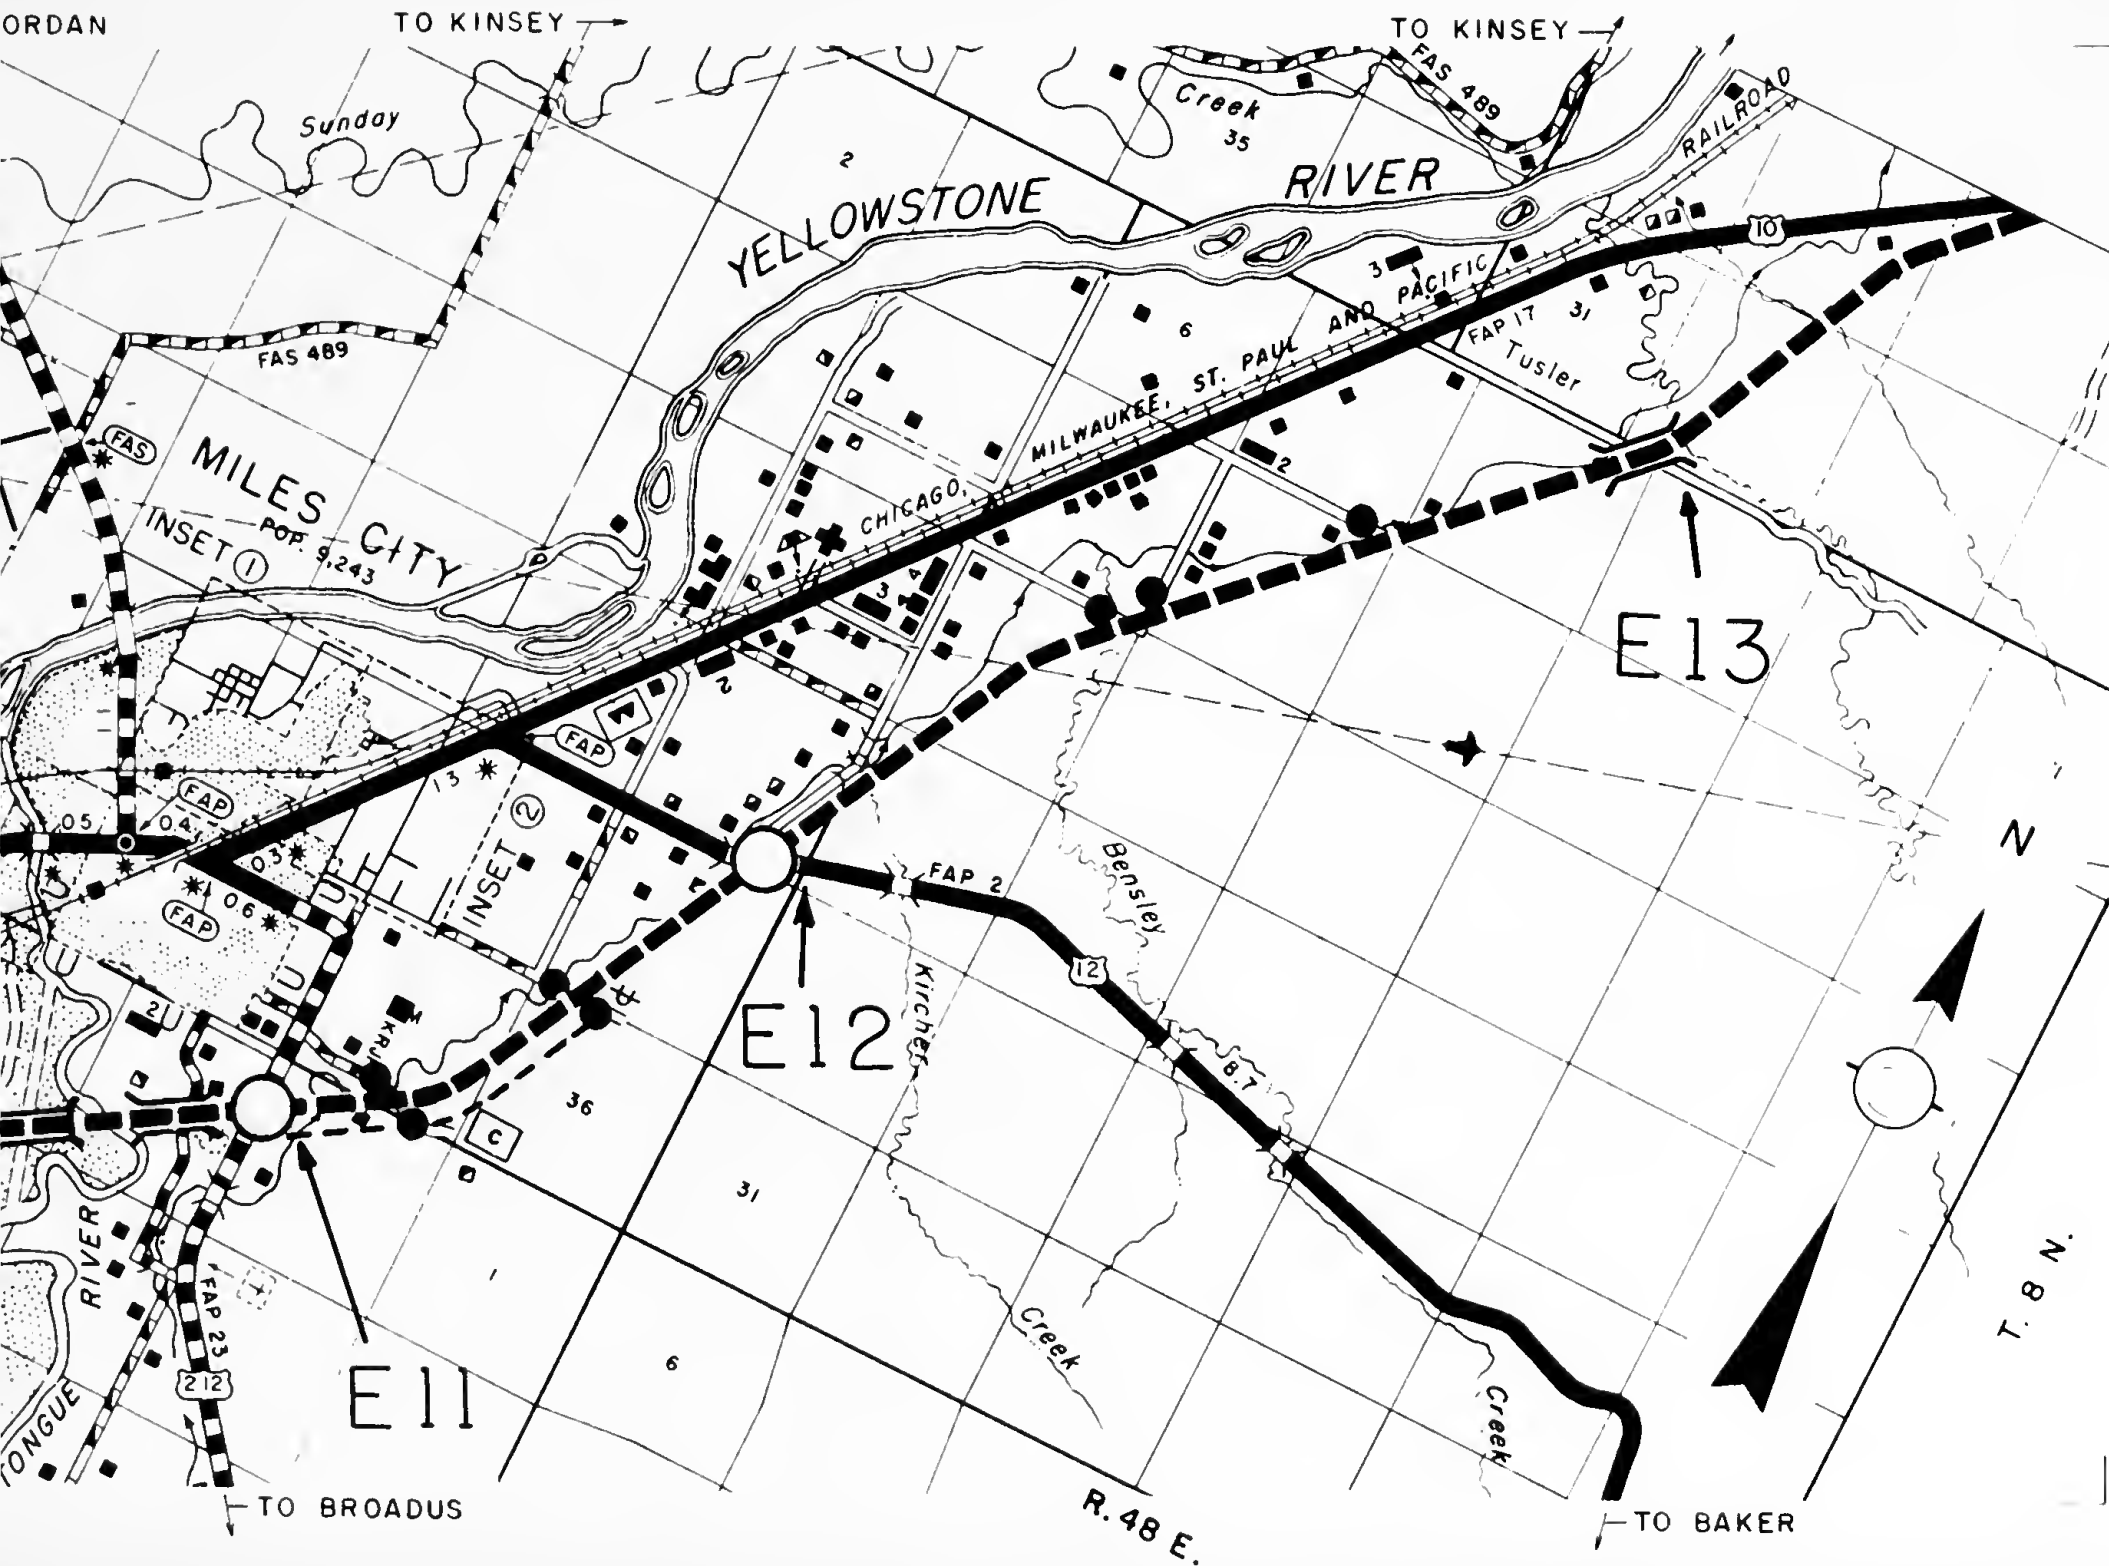 ORDAN
TO KINSEY
TO KINSEY
FAS 489
Sunday
Creek
35
2
RAILROAD
YELLOWSTONE RIVER
10
3
AND PACIFIC
6
FAP 17
31
Tusler
FAS 489
ST. PAUL
MILWAUKEE,
2
FAS
MILES CITY
POP. 9,243
INSET 1
CHICAGO,
3
4
E13
2
FAP
13
FAP
05
04
03
06
FAP
INSET 2
FAP 2
Bensley
N
12
Kircher
E12
21
KRJ
M
8.7
36
C
31
RIVER
1
FAP 23
Creek
T. 8 N.
6
212
E11
TONGUE
Creek
R. 48 E.
TO BROADUS
TO BAKER